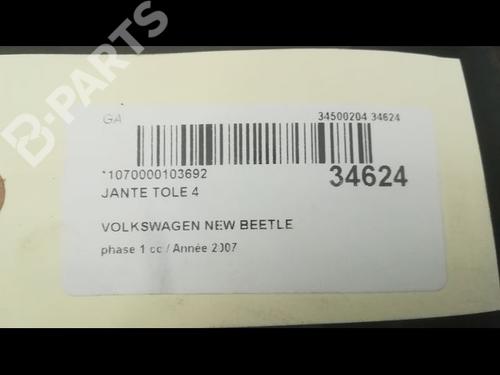 B-PARTS
GA
34500204 34624
*1070000103692
34624
JANTE TOLE 4
VOLKSWAGEN NEW BEETLE
phase 1 cc / Année 2007